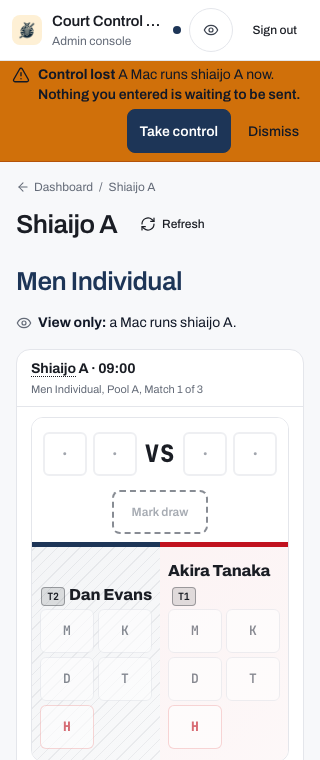 Court Control ...
Admin console
Sign out
Control lost A Mac runs shiaijo A now.
Nothing you entered is waiting to be sent.
Take control
Dismiss
Dashboard / Shiaijo A
Shiaijo A
Refresh
Men Individual
View only: a Mac runs shiaijo A.
Shiaijo A · 09:00
Men Individual, Pool A, Match 1 of 3
· · VS · ·
Mark draw
T2 Dan Evans
Akira Tanaka
T1
M K M K
D T D T
H H